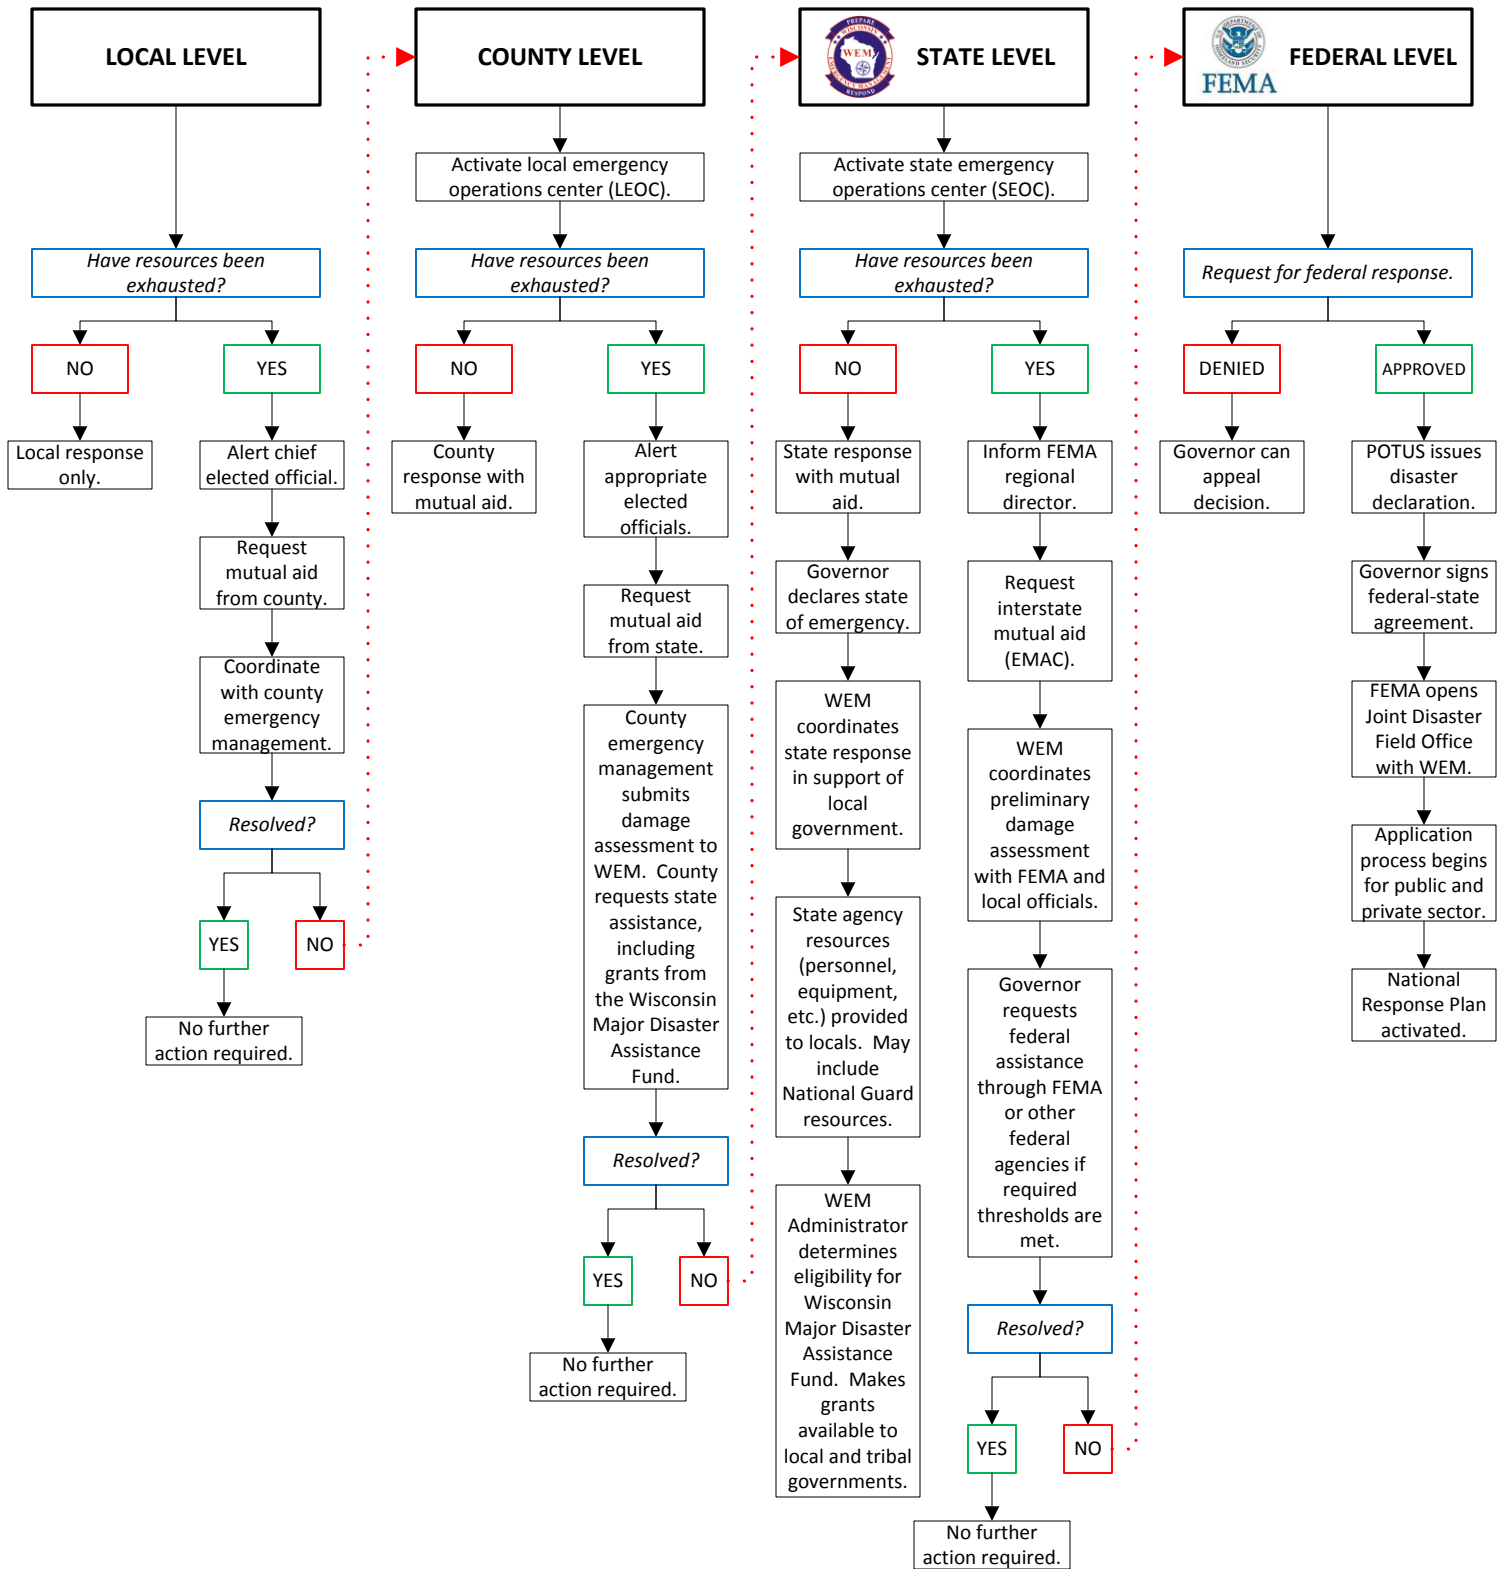 LOCAL LEVEL
Have resources been
exhausted?
NO
YES
Local response
only.
Alert chief
elected official.
Request
mutual aid
from county.
Coordinate
with county
emergency
management.
Resolved?
YES
NO
No further
action required.
COUNTY LEVEL
Activate local emergency
operations center (LEOC).
Have resources been
exhausted?
NO
YES
County
response with
mutual aid.
Alert
appropriate
elected
officials.
Request
mutual aid
from state.
County
emergency
management
submits
damage
assessment to
WEM.  County
requests state
assistance,
including
grants from
the Wisconsin
Major Disaster
Assistance
Fund.
Resolved?
YES
NO
No further
action required.
PREPARE
WISCONSIN
WEM
EMERGENCY MANAGEMENT
RESPOND
STATE LEVEL
Activate state emergency
operations center (SEOC).
Have resources been
exhausted?
NO
YES
State response
with mutual
aid.
Governor
declares state
of emergency.
WEM
coordinates
state response
in support of
local
government.
State agency
resources
(personnel,
equipment,
etc.) provided
to locals.  May
include
National Guard
resources.
WEM
Administrator
determines
eligibility for
Wisconsin
Major Disaster
Assistance
Fund.  Makes
grants
available to
local and tribal
governments.
Inform FEMA
regional
director.
Request
interstate
mutual aid
(EMAC).
WEM
coordinates
preliminary
damage
assessment
with FEMA and
local officials.
Governor
requests
federal
assistance
through FEMA
or other
federal
agencies if
required
thresholds are
met.
Resolved?
YES
NO
No further
action required.
U.S. DEPARTMENT OF
HOMELAND SECURITY
FEMA
FEDERAL LEVEL
Request for federal response.
DENIED
APPROVED
Governor can
appeal
decision.
POTUS issues
disaster
declaration.
Governor signs
federal-state
agreement.
FEMA opens
Joint Disaster
Field Office
with WEM.
Application
process begins
for public and
private sector.
National
Response Plan
activated.